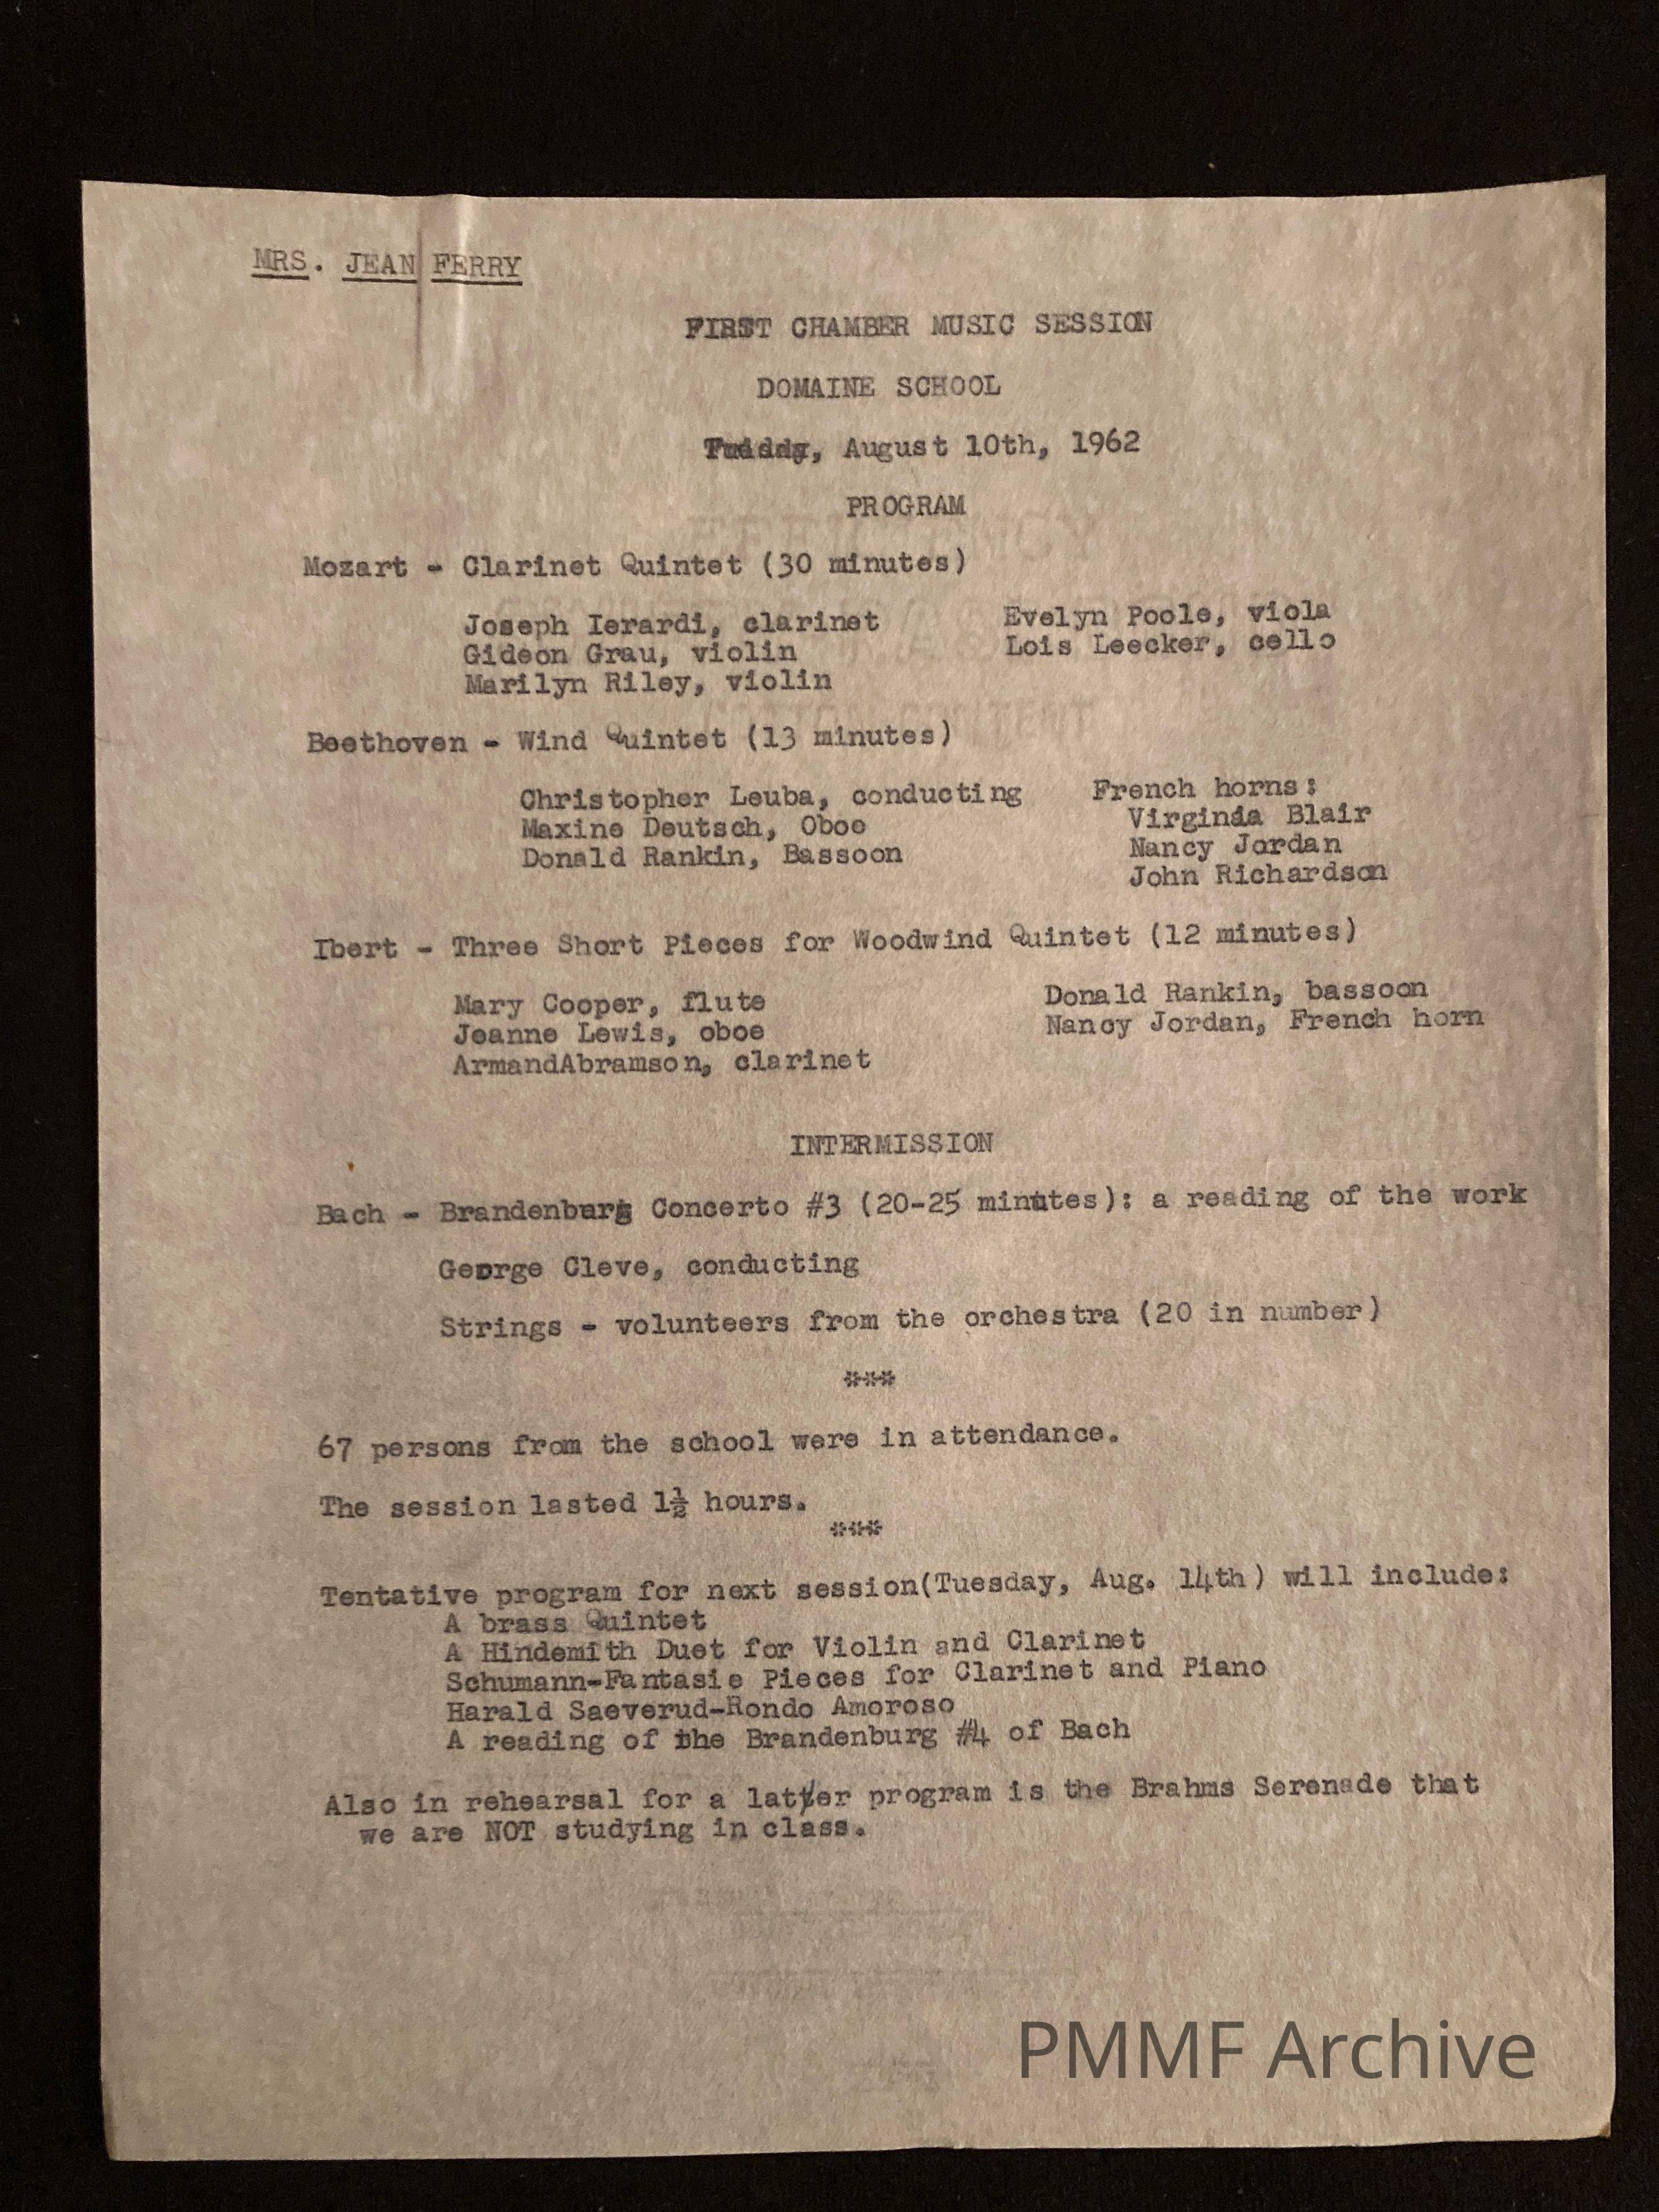 MRS. JEAN FERRY
FIRST CHAMBER MUSIC SESSION
DOMAINE SCHOOL
August 10th, 1962
PROGRAM
Mozart - Clarinet Quintet (30 minutes)
Joseph Ierardi, clarinet
Gideon Grau, violin
Marilyn Riley, violin
Evelyn Poole, viola
Lois Leecker, cello
Beethoven - Wind Quintet (13 minutes)
Christopher Leuba, conducting
Maxine Deutsch, Oboe
Donald Rankin, Bassoon
French horns:
Virginia Blair
Nancy Jordan
John Richardson
Ibert - Three Short Pieces for Woodwind Quintet (12 minutes)
Mary Cooper, flute
Jeanne Lewis, oboe
ArmandAbramson, clarinet
Donald Rankin, bassoon
Nancy Jordan, French horn
INTERMISSION
Bach - Brandenburg Concerto #3 (20-25 minutes): a reading of the work
George Cleve, conducting
Strings - volunteers from the orchestra (20 in number)
***
67 persons from the school were in attendance.
The session lasted 1½ hours.
***
Tentative program for next session(Tuesday, Aug. 14th) will include:
A brass Quintet
A Hindemith Duet for Violin and Clarinet
Schumann-Fantasie Pieces for Clarinet and Piano
Harald Saeverud-Rondo Amoroso
A reading of the Brandenburg #4 of Bach
Also in rehearsal for a later program is the Brahms Serenade that
we are NOT studying in class.
PMMF Archive